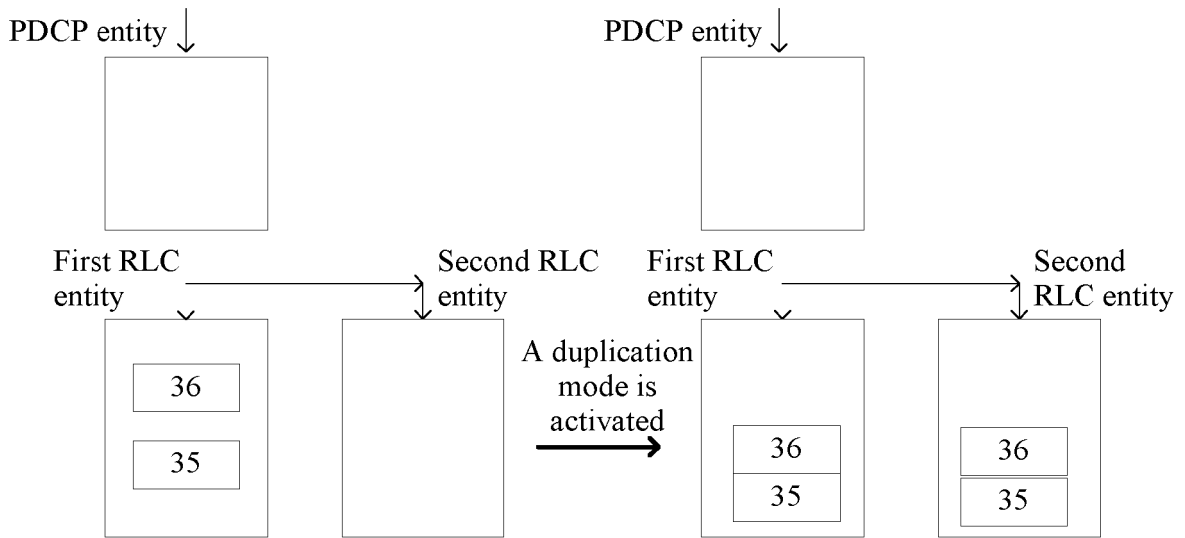 PDCP entity
First RLC
entity
Second RLC
entity
36
35
A duplication
mode is
activated
PDCP entity
First RLC
entity
Second
RLC entity
36
35
36
35